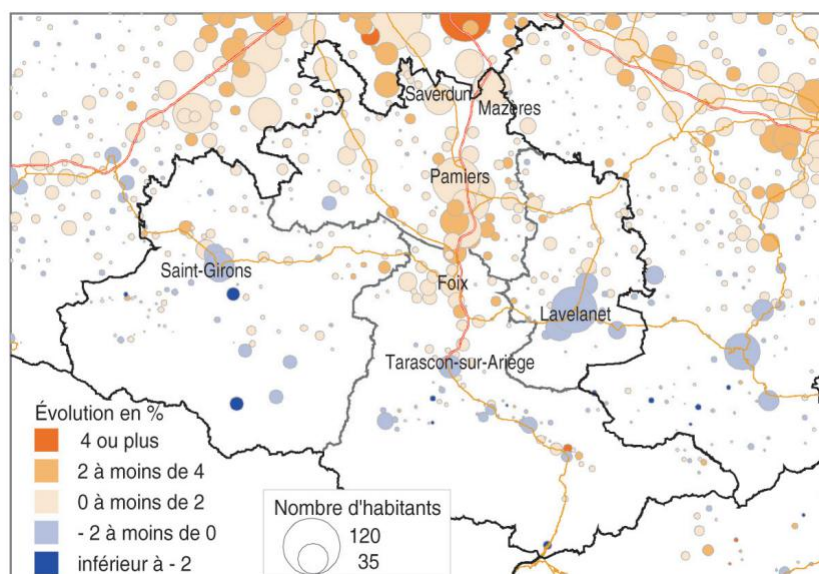 Saverdun
Mazères
Pamiers
Saint-Girons
Foix
Lavelanet
Tarascon-sur-Ariège
Évolution en %
4 ou plus
2 à moins de 4
0 à moins de 2
- 2 à moins de 0
inférieur à - 2
Nombre d'habitants
120
35